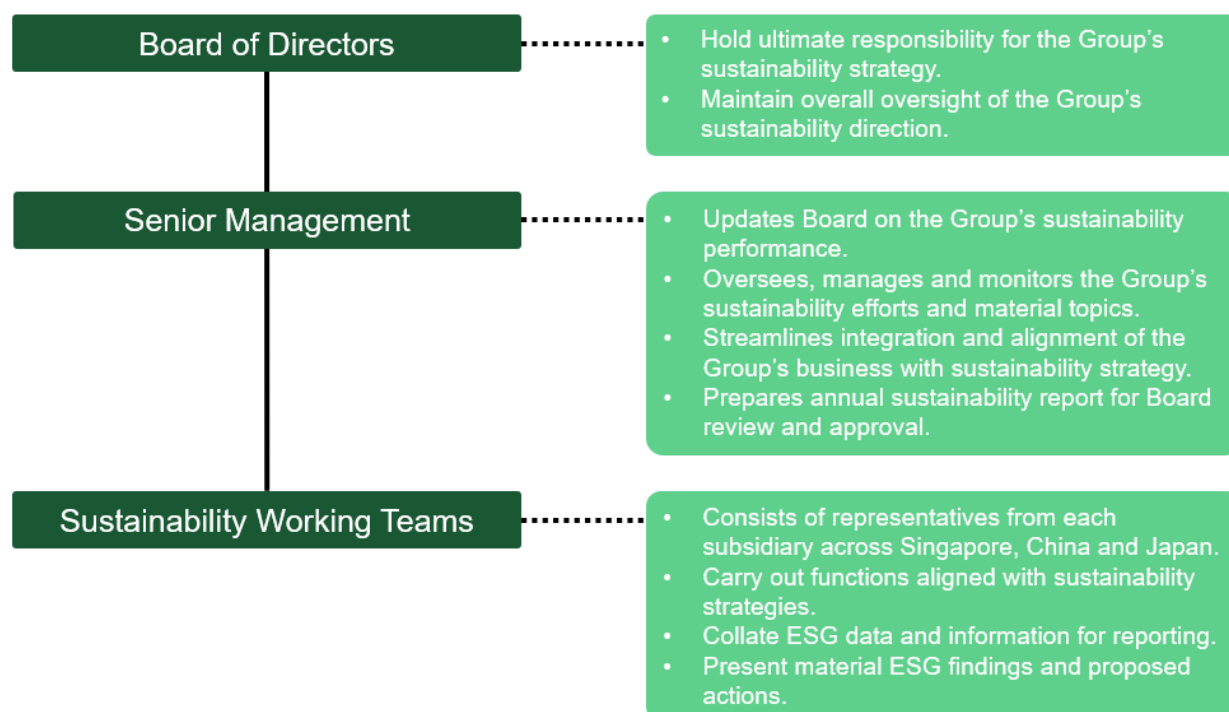 Board of Directors
• Hold ultimate responsibility for the Group's
sustainability strategy.
• Maintain overall oversight of the Group's
sustainability direction.
Senior Management
• Updates Board on the Group's sustainability
performance.
• Oversees, manages and monitors the Group's
sustainability efforts and material topics.
• Streamlines integration and alignment of the
Group's business with sustainability strategy.
• Prepares annual sustainability report for Board
review and approval.
Sustainability Working Teams
• Consists of representatives from each
subsidiary across Singapore, China and Japan.
• Carry out functions aligned with sustainability
strategies.
• Collate ESG data and information for reporting.
• Present material ESG findings and proposed
actions.